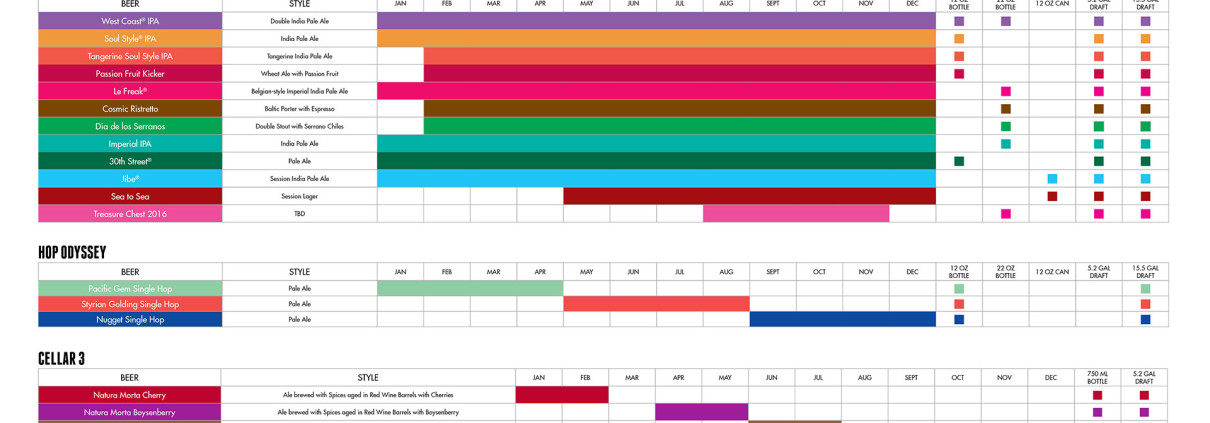 BEER STYLE JAN FEB MAR APR MAY JUN JUL AUG SEPT OCT NOV DEC 12 OZ BOTTLE 22 OZ BOTTLE 12 OZ CAN 5.2 GAL DRAFT 15.5 GAL DRAFT
West Coast® IPA Double India Pale Ale
Soul Style® IPA India Pale Ale
Tangerine Soul Style IPA Tangerine India Pale Ale
Passion Fruit Kicker Wheat Ale with Passion Fruit
Le Freak® Belgian-style Imperial India Pale Ale
Cosmic Ristretto Baltic Porter with Espresso
Dia de los Serranos Double Stout with Serrano Chiles
Imperial IPA India Pale Ale
30th Street® Pale Ale
Jibe® Session India Pale Ale
Sea to Sea Session Lager
Treasure Chest 2016 TBD
HOP ODYSSEY
BEER STYLE JAN FEB MAR APR MAY JUN JUL AUG SEPT OCT NOV DEC 12 OZ BOTTLE 22 OZ BOTTLE 12 OZ CAN 5.2 GAL DRAFT 15.5 GAL DRAFT
Pacific Gem Single Hop Pale Ale
Styrian Golding Single Hop Pale Ale
Nugget Single Hop Pale Ale
CELLAR 3
BEER STYLE JAN FEB MAR APR MAY JUN JUL AUG SEPT OCT NOV DEC 750 ML BOTTLE 5.2 GAL DRAFT
Natura Morta Cherry Ale brewed with Spices aged in Red Wine Barrels with Cherries
Natura Morta Boysenberry Ale brewed with Spices aged in Red Wine Barrels with Boysenberry